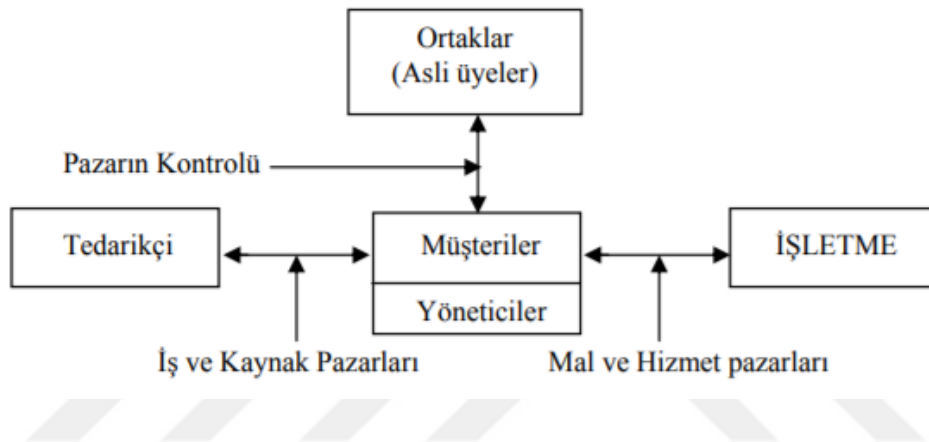 Ortaklar
(Asli üyeler)
Pazarın Kontrolü
Tedarikçi
Müşteriler
İŞLETME
Yöneticiler
İş ve Kaynak Pazarları
Mal ve Hizmet pazarları